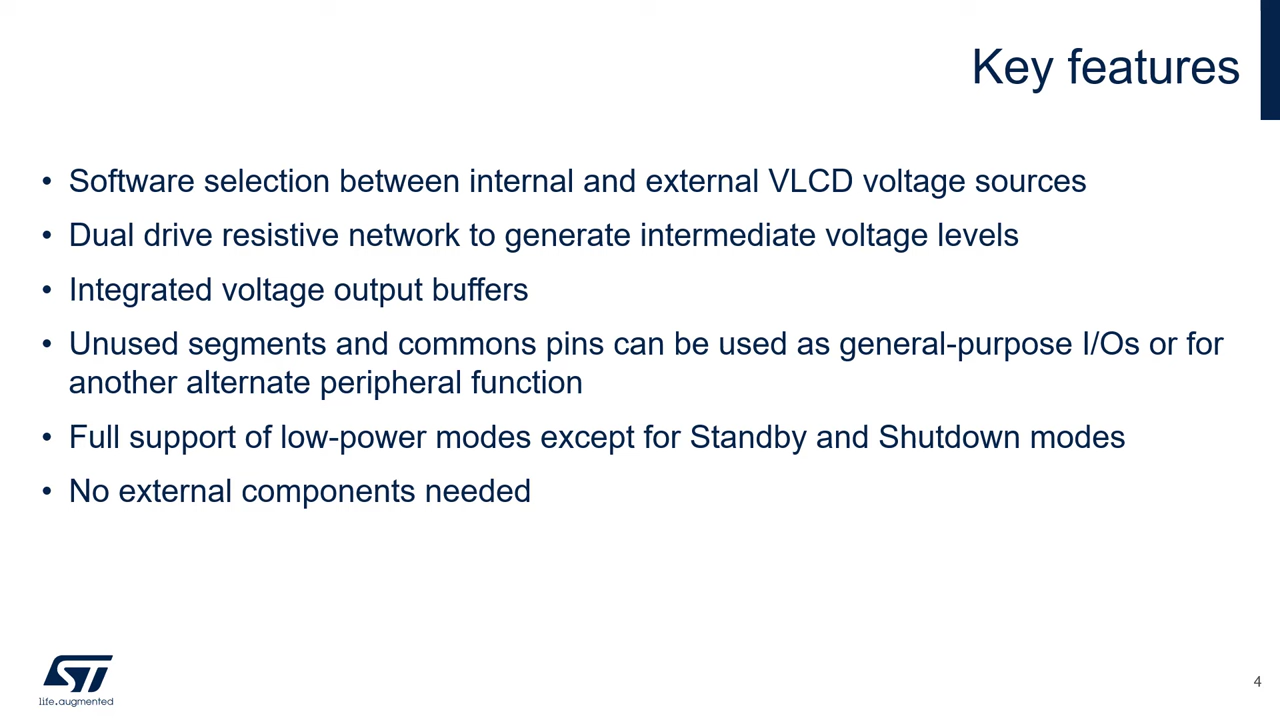 Key features
• Software selection between internal and external VLCD voltage sources
• Dual drive resistive network to generate intermediate voltage levels
• Integrated voltage output buffers
• Unused segments and commons pins can be used as general-purpose I/Os or for
another alternate peripheral function
• Full support of low-power modes except for Standby and Shutdown modes
• No external components needed
ST
life.augmented
4